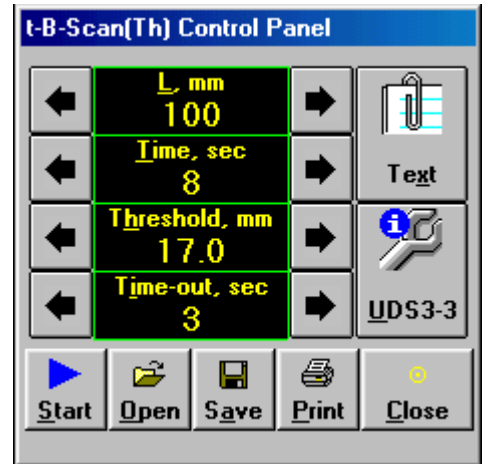 t-B-Scan(Th) Control Panel
L, mm
100
Text
Time, sec
8
Threshold, mm
17.0
UDS3-3
Time-out, sec
3
Start Open Save Print Close